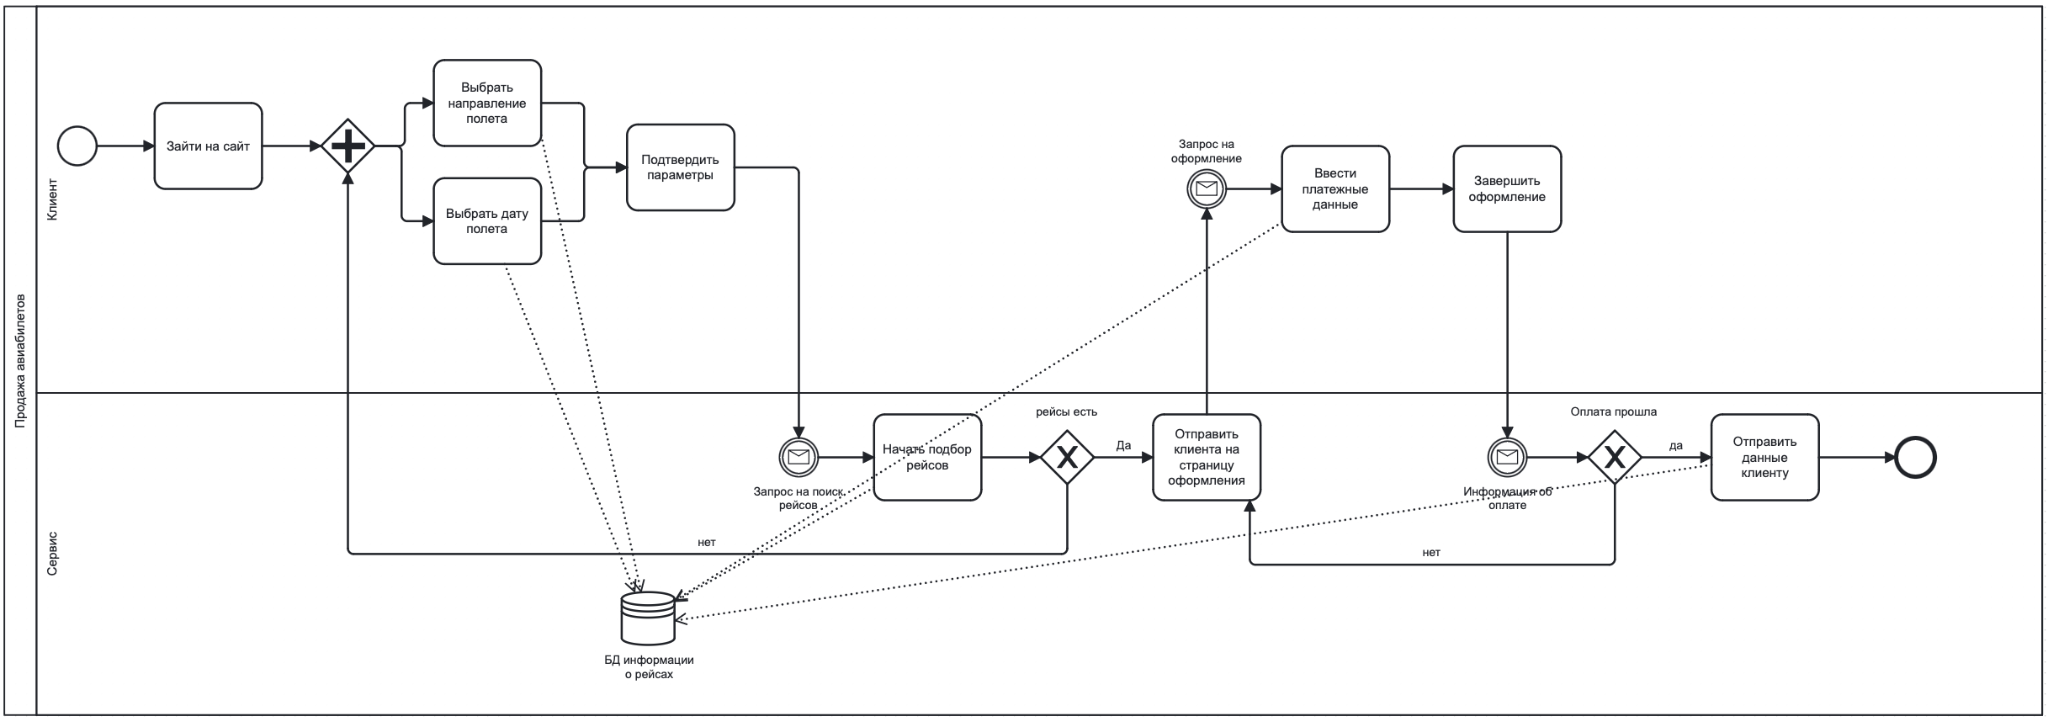 Продажа авиабилетов
Клиент
Зайти на сайт
Выбрать
направление
полета
Выбрать дату
полета
Подтвердить
параметры
Запрос на
оформление
Ввести
платежные
данные
Завершить
оформление
Сервис
Запрос на поиск
рейсов
Начать подбор
рейсов
рейсы есть
Да
нет
Отправить
клиента на
страницу
оформления
Информация об
оплате
Оплата прошла
да
нет
Отправить
данные
клиенту
БД информации
о рейсах